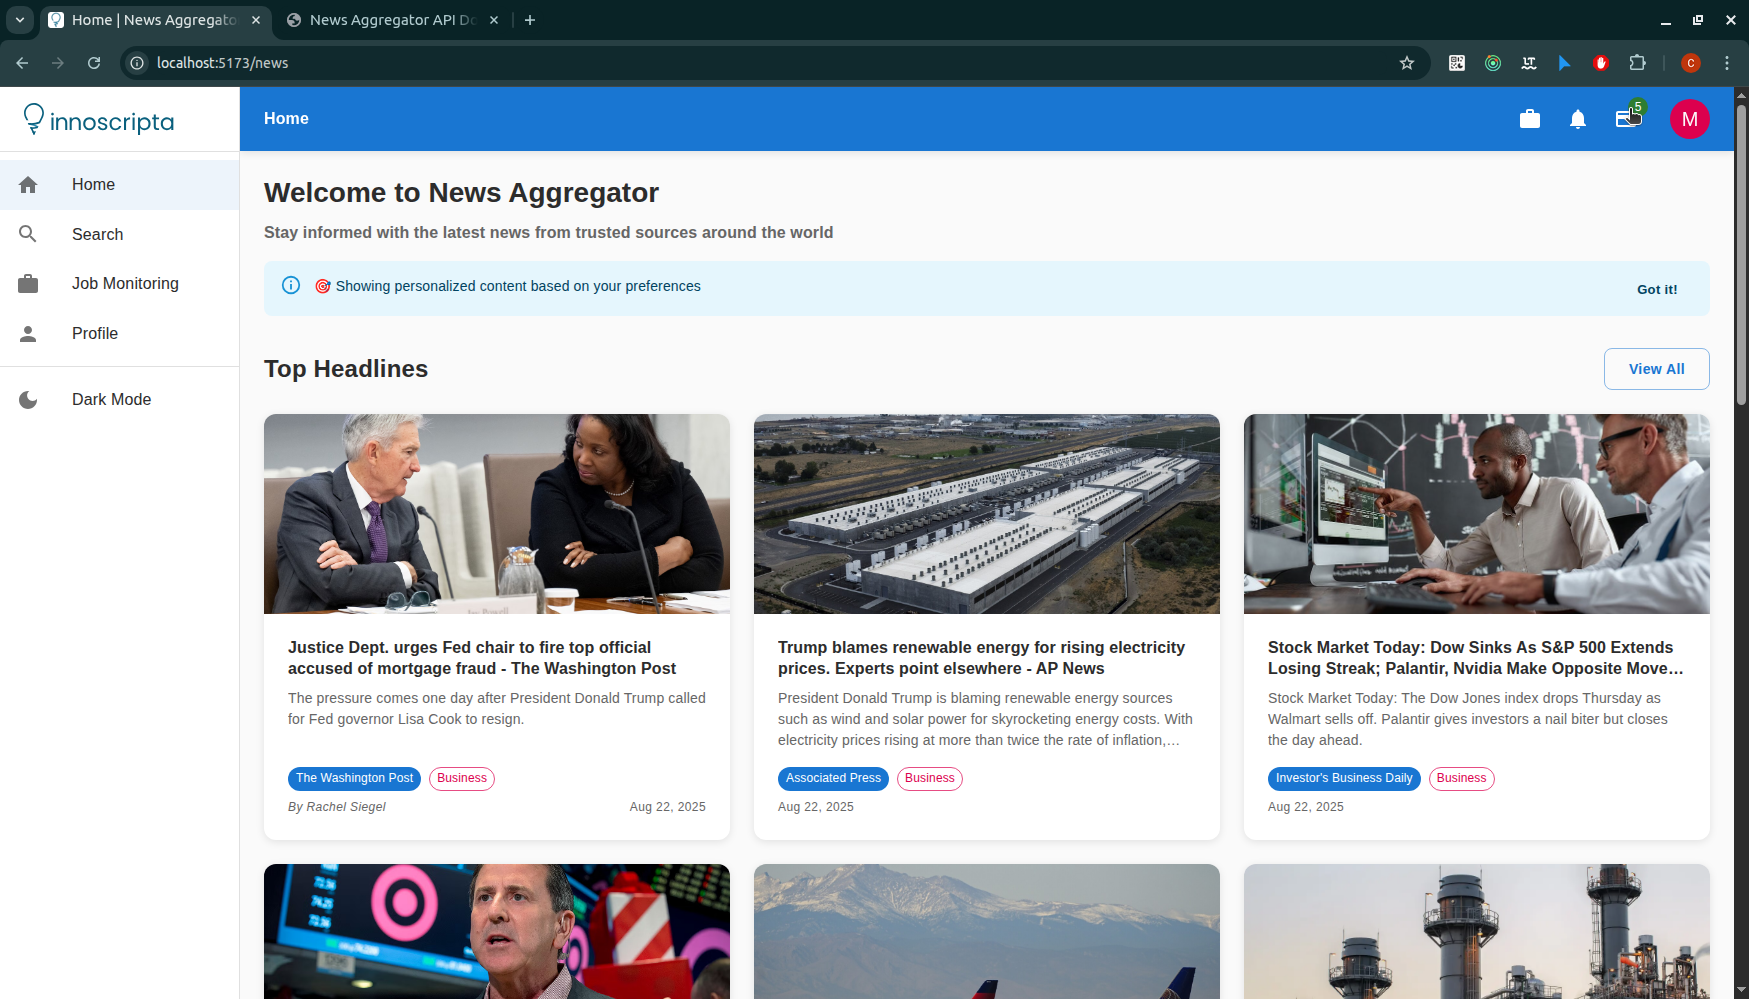 Home | News Aggregato
News Aggregator API Do
localhost:5173/news
C
innoscripta
Home
5
M
Home
Search
Job Monitoring
Profile
Dark Mode
Welcome to News Aggregator
Stay informed with the latest news from trusted sources around the world
🎯 Showing personalized content based on your preferences
Got it!
Top Headlines
View All
Justice Dept. urges Fed chair to fire top official
accused of mortgage fraud - The Washington Post
The pressure comes one day after President Donald Trump called
for Fed governor Lisa Cook to resign.
The Washington Post
Business
By Rachel Siegel
Aug 22, 2025
Trump blames renewable energy for rising electricity
prices. Experts point elsewhere - AP News
President Donald Trump is blaming renewable energy sources
such as wind and solar power for skyrocketing energy costs. With
electricity prices rising at more than twice the rate of inflation,…
Associated Press
Business
Aug 22, 2025
Stock Market Today: Dow Sinks As S&P 500 Extends
Losing Streak; Palantir, Nvidia Make Opposite Move…
Stock Market Today: The Dow Jones index drops Thursday as
Walmart sells off. Palantir gives investors a nail biter but closes
the day ahead.
Investor's Business Daily
Business
Aug 22, 2025